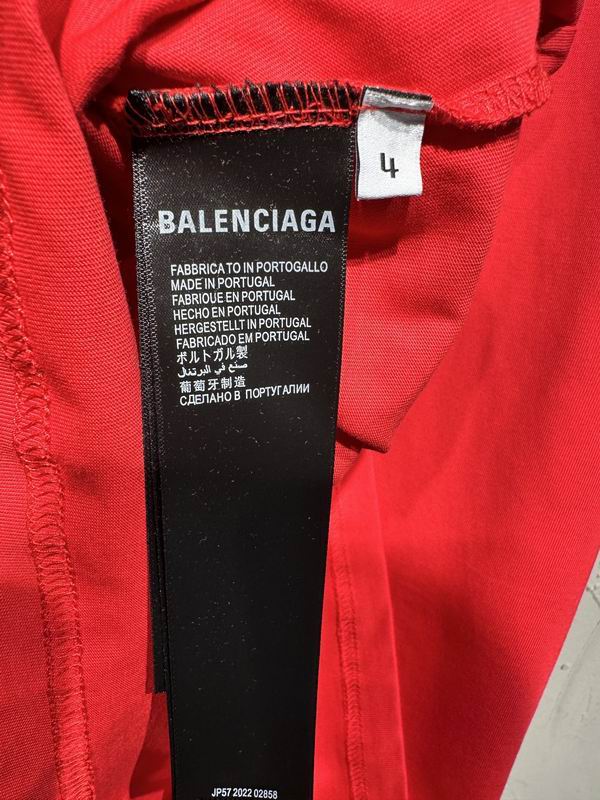 4
BALENCIAGA
FABBRICA TO IN PORTOGALLO
MADE IN PORTUGAL
FABRIQUE EN PORTUGAL
HECHO EN PORTUGAL
HERGESTELLT IN PORTUGAL
FABRICADO EM PORTUGAL
ポルトガル製
صنع في البرتغال
葡萄牙制造
СДЕЛАНО В ПОРТУГАЛИИ
JP57 2022 02858